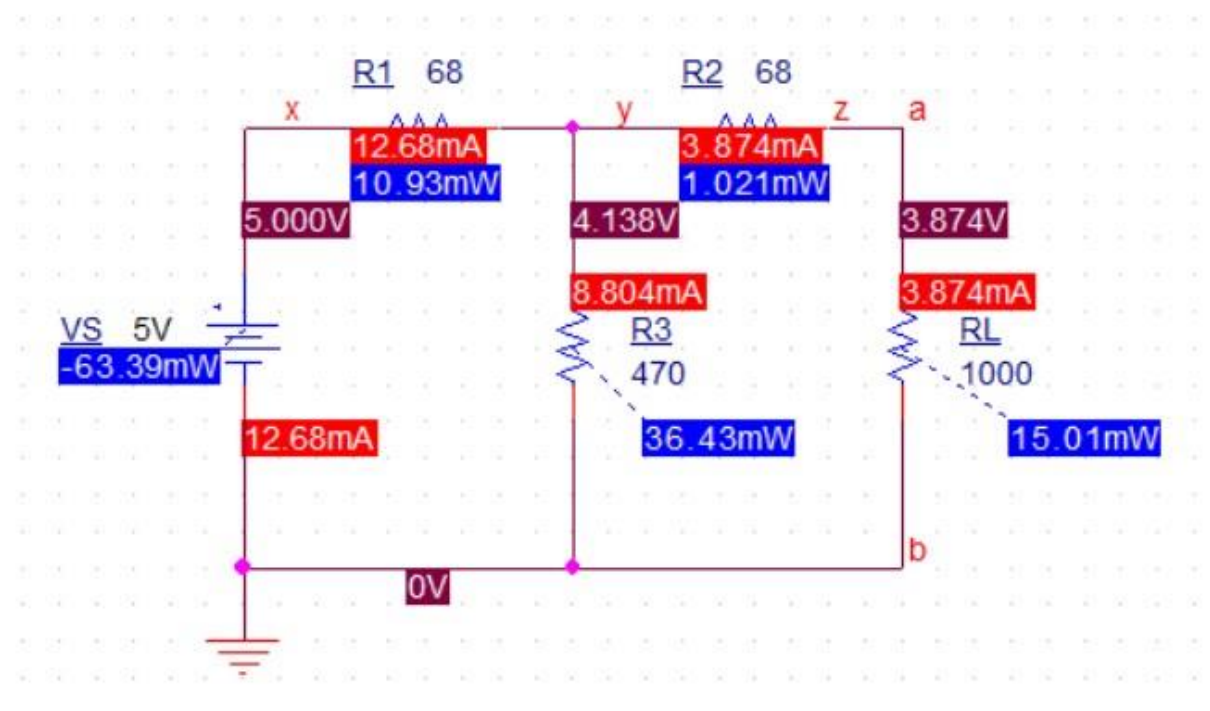 R1 68
R2 68
x
y
z
a
12.68mA
3.874mA
10.93mW
1.021mW
5.000V
4.138V
3.874V
8.804mA
3.874mA
VS 5V
R3
RL
-63.39mW
470
1000
12.68mA
36.43mW
15.01mW
b
0V